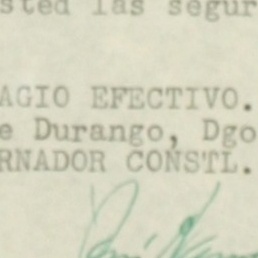 sted las segur
AGIO EFECTIVO.
e Durango, Dgo
RNADOR CONSTL.